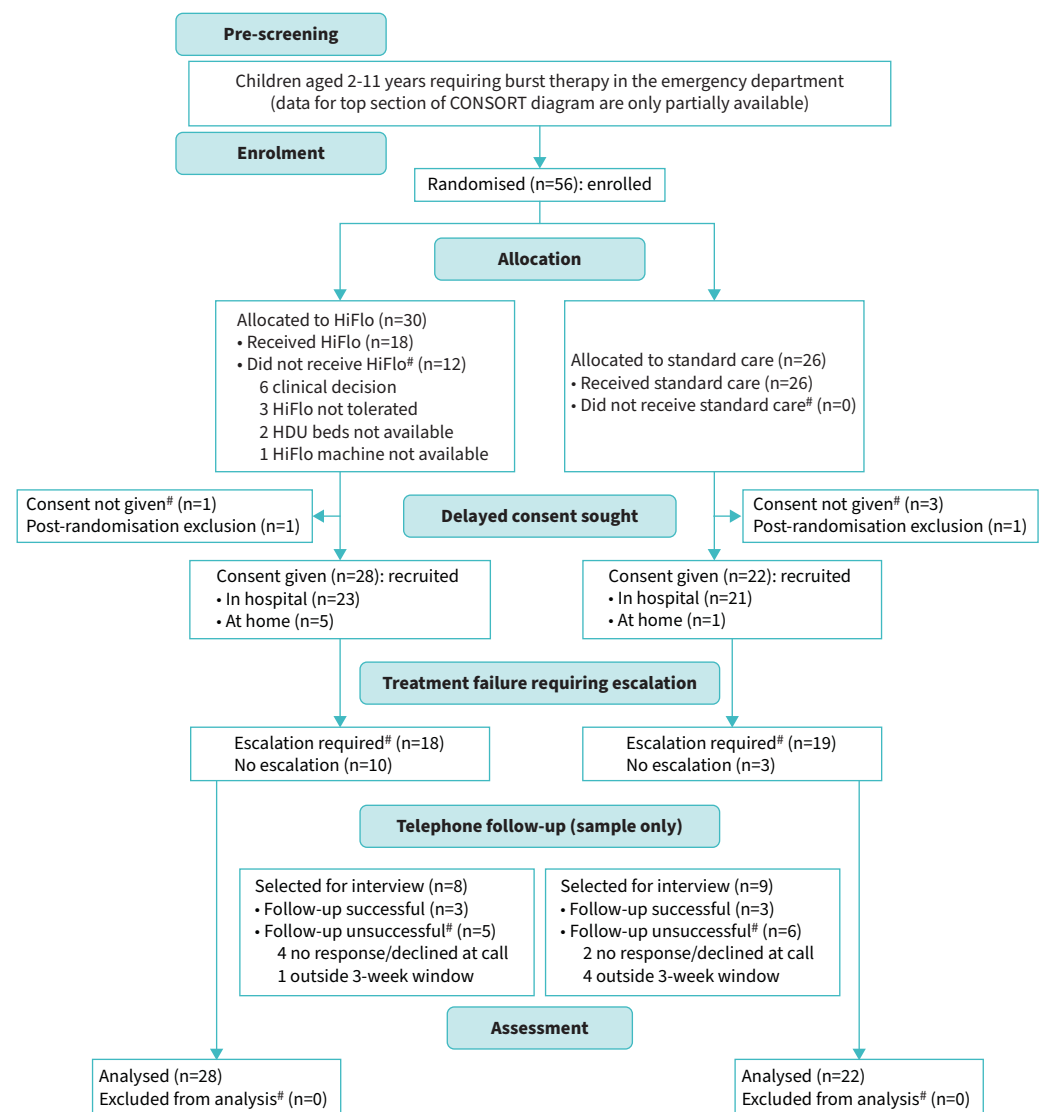 Pre-screening
Children aged 2-11 years requiring burst therapy in the emergency department
(data for top section of CONSORT diagram are only partially available)
Enrolment
Randomised (n=56): enrolled
Allocation
Allocated to HiFlo (n=30)
• Received HiFlo (n=18)
• Did not receive HiFlo# (n=12)
6 clinical decision
3 HiFlo not tolerated
2 HDU beds not available
1 HiFlo machine not available
Allocated to standard care (n=26)
• Received standard care (n=26)
• Did not receive standard care# (n=0)
Consent not given# (n=1)
Post-randomisation exclusion (n=1)
Delayed consent sought
Consent not given# (n=3)
Post-randomisation exclusion (n=1)
Consent given (n=28): recruited
• In hospital (n=23)
• At home (n=5)
Consent given (n=22): recruited
• In hospital (n=21)
• At home (n=1)
Treatment failure requiring escalation
Escalation required# (n=18)
No escalation (n=10)
Escalation required# (n=19)
No escalation (n=3)
Telephone follow-up (sample only)
Selected for interview (n=8)
• Follow-up successful (n=3)
• Follow-up unsuccessful# (n=5)
4 no response/declined at call
1 outside 3-week window
Selected for interview (n=9)
• Follow-up successful (n=3)
• Follow-up unsuccessful# (n=6)
2 no response/declined at call
4 outside 3-week window
Assessment
Analysed (n=28)
Excluded from analysis# (n=0)
Analysed (n=22)
Excluded from analysis# (n=0)